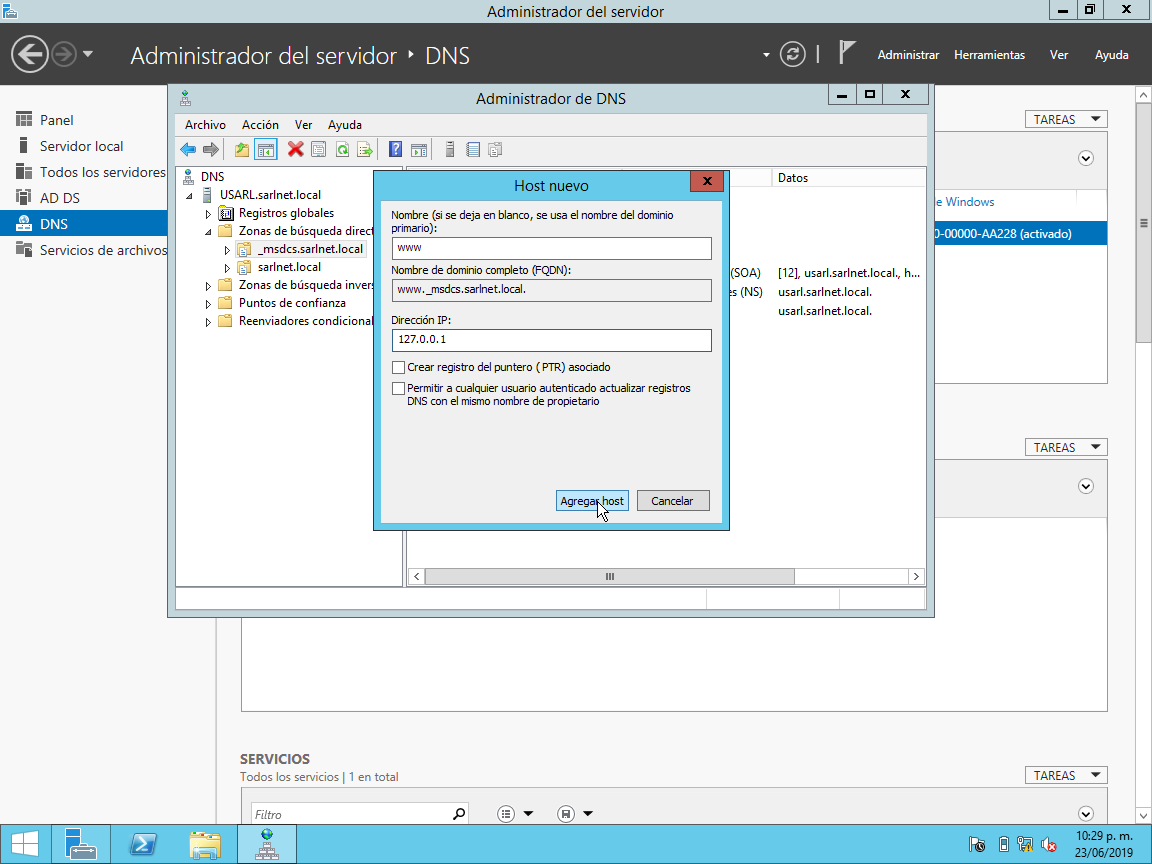 Administrador del servidor
Administrador del servidor
DNS
Administrar
Herramientas
Ver
Ayuda
Panel
Servidor local
Todos los servidores
AD DS
DNS
Servicios de archivos
TAREAS
e Windows
0-00000-AA228 (activado)
TAREAS
Administrador de DNS
Archivo
Acción
Ver
Ayuda
DNS
USARL.sarlnet.local
Registros globales
Zonas de búsqueda direct
_msdcs.sarlnet.local
sarlnet.local
Zonas de búsqueda invers
Puntos de confianza
Reenviadores condicional
Datos
(SOA)
[12], usarl.sarlnet.local., h...
es (NS)
usarl.sarlnet.local.
usarl.sarlnet.local.
Host nuevo
Nombre (si se deja en blanco, se usa el nombre del dominio
primario):
www
Nombre de dominio completo (FQDN):
www._msdcs.sarlnet.local.
Dirección IP:
127.0.0.1
Crear registro del puntero (PTR) asociado
Permitir a cualquier usuario autenticado actualizar registros
DNS con el mismo nombre de propietario
Agregar host
Cancelar
SERVICIOS
Todos los servicios | 1 en total
TAREAS
Filtro
10:29 p. m.
23/06/2019